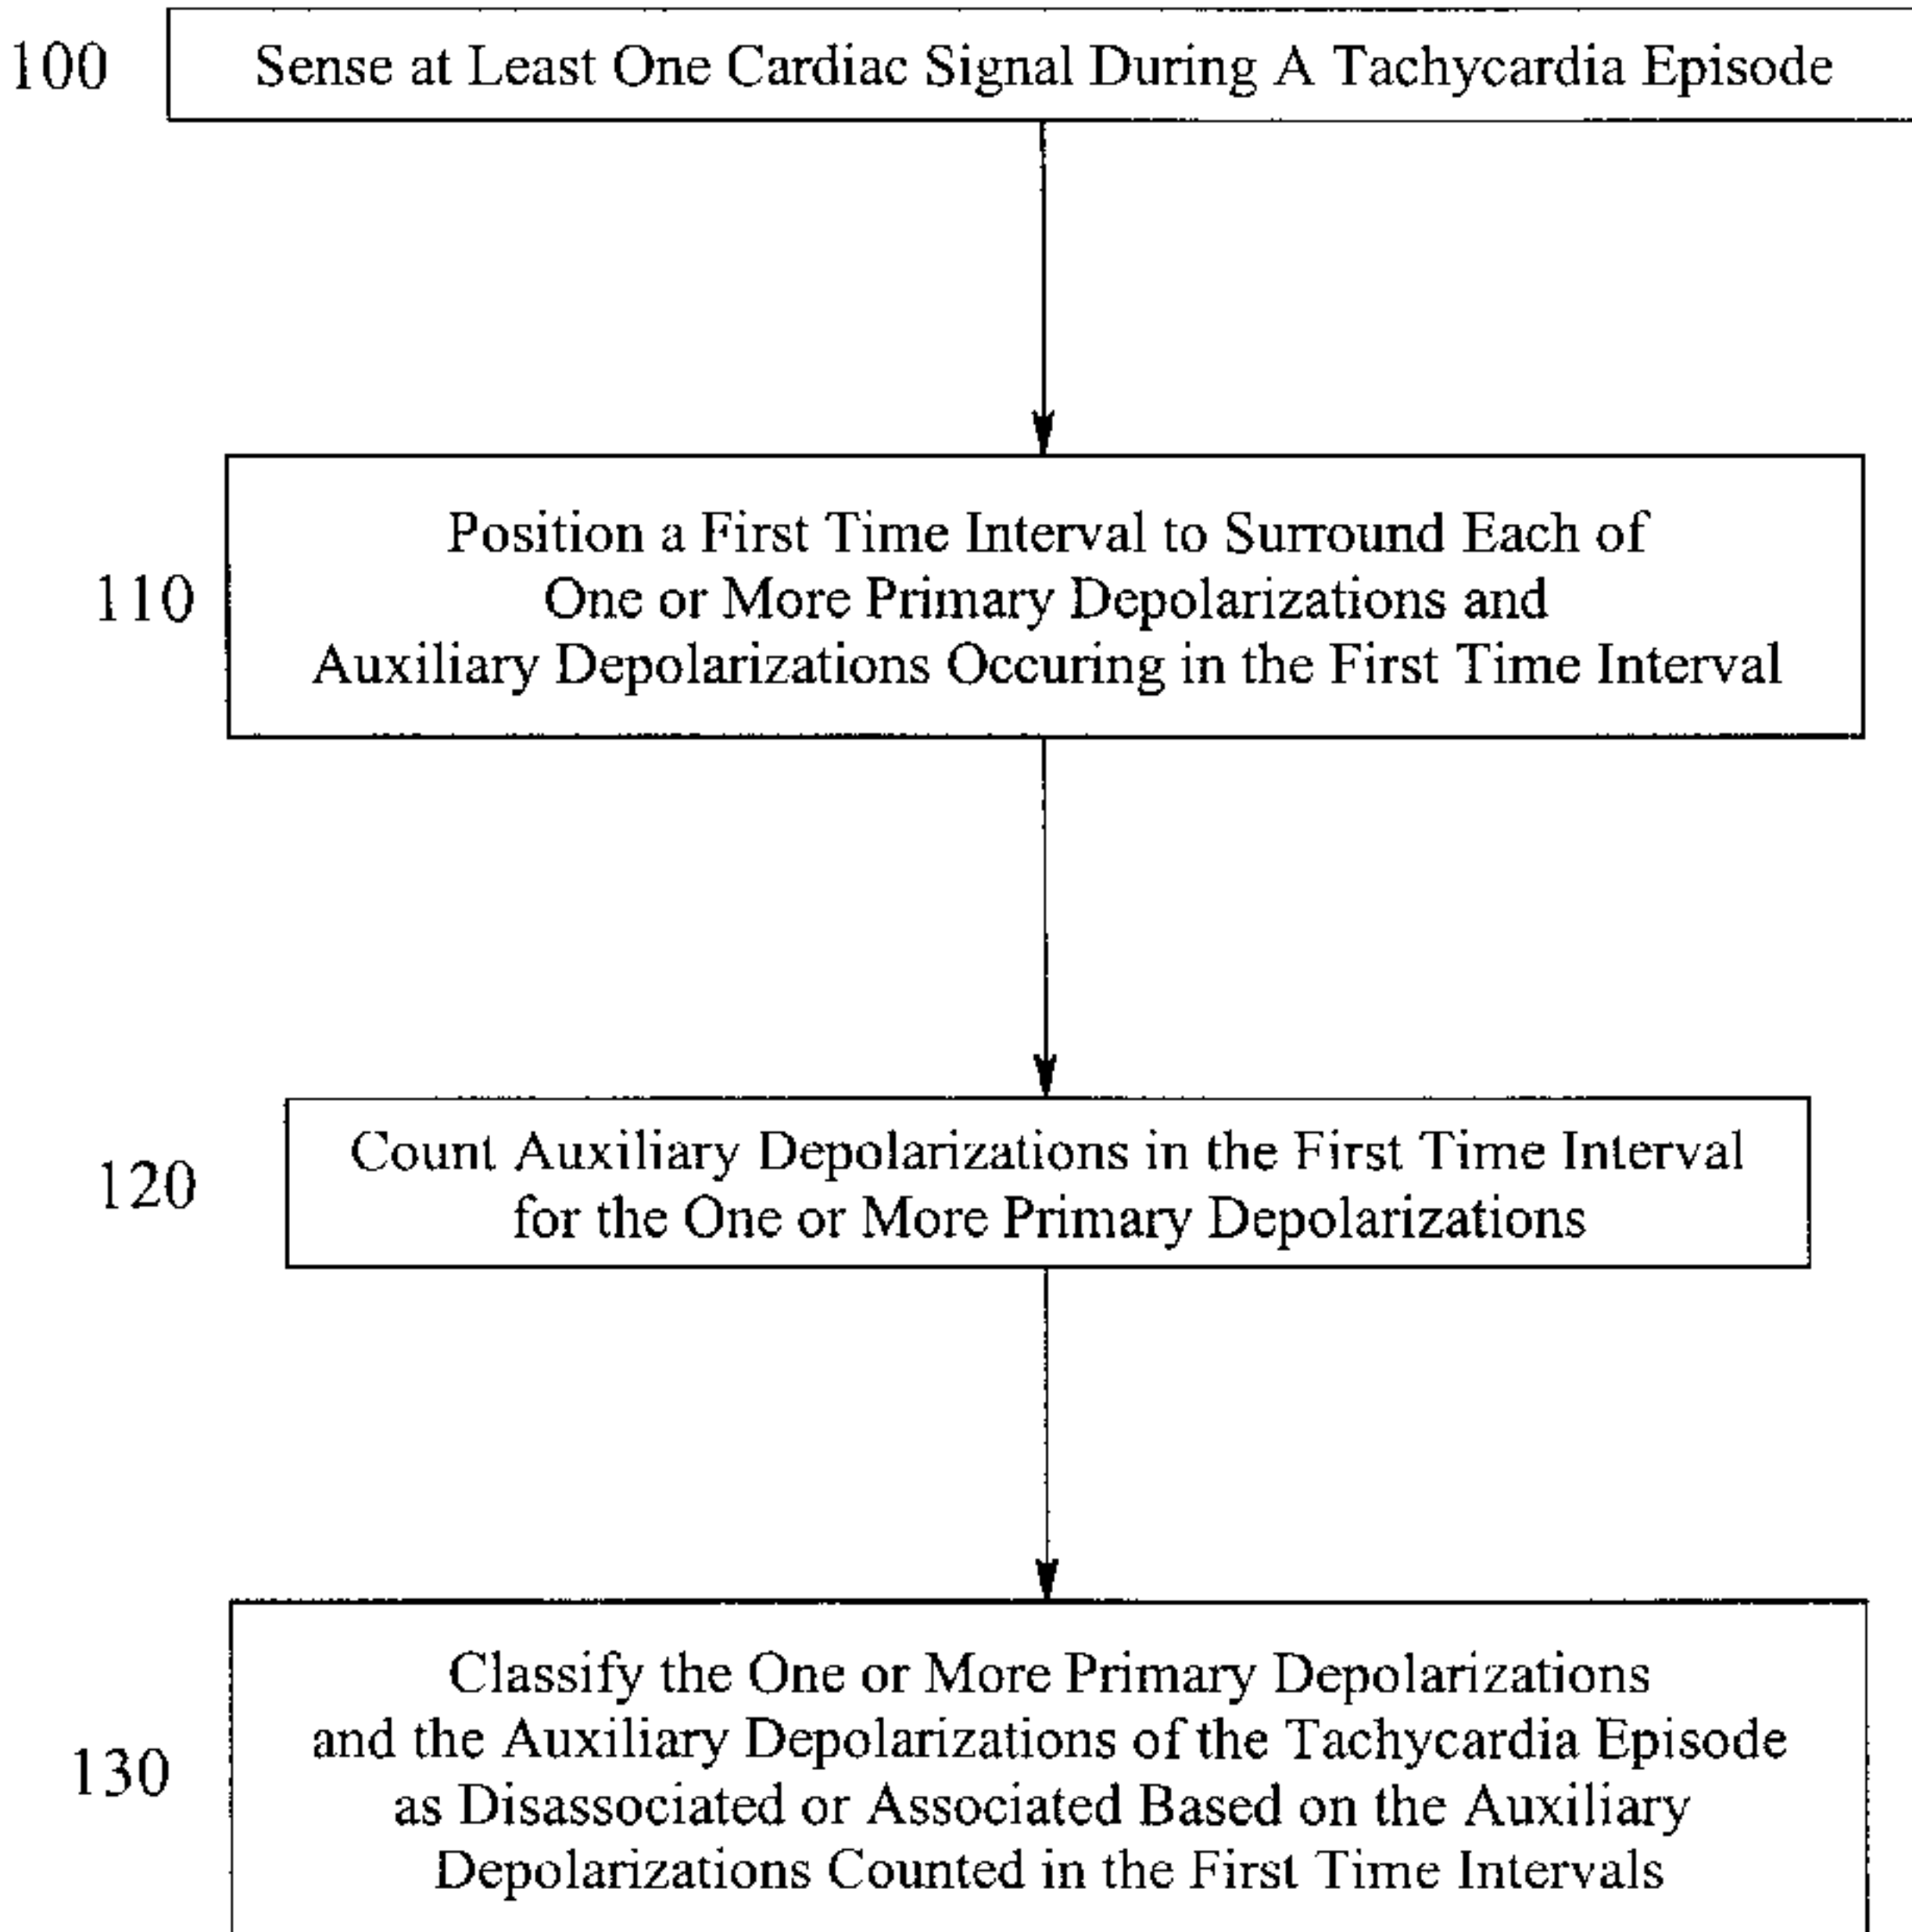 100
Sense at Least One Cardiac Signal During A Tachycardia Episode
110
Position a First Time Interval to Surround Each of
One or More Primary Depolarizations and
Auxiliary Depolarizations Occuring in the First Time Interval
120
Count Auxiliary Depolarizations in the First Time Interval
for the One or More Primary Depolarizations
130
Classify the One or More Primary Depolarizations
and the Auxiliary Depolarizations of the Tachycardia Episode
as Disassociated or Associated Based on the Auxiliary
Depolarizations Counted in the First Time Intervals